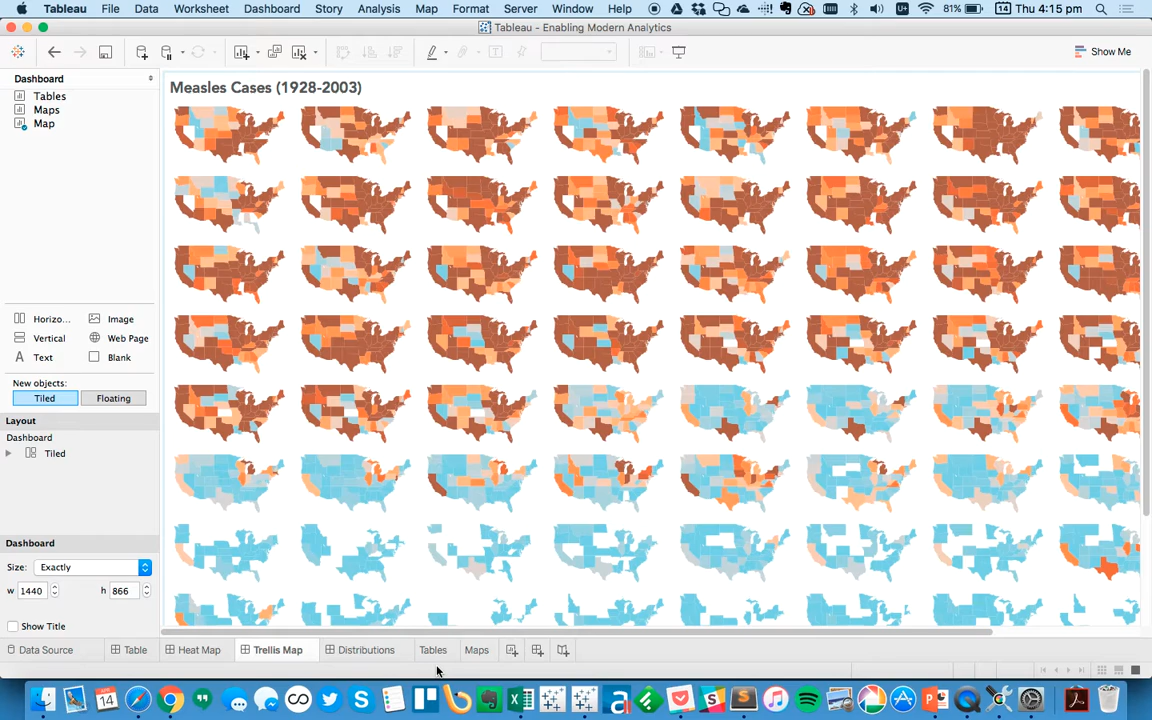 Tableau File Data Worksheet Dashboard Story Analysis Map Format Server Window Help 81% 14 Thu 4:15 pm
Tableau - Enabling Modern Analytics
Show Me
Dashboard
Tables
Maps
Map
Measles Cases (1928-2003)
Horizo... Image
Vertical Web Page
A Text Blank
New objects:
Tiled Floating
Layout
Dashboard
Tiled
Dashboard
Size: Exactly
w 1440 h 866
Show Title
Data Source Table Heat Map Trellis Map Distributions Tables Maps
APR
14